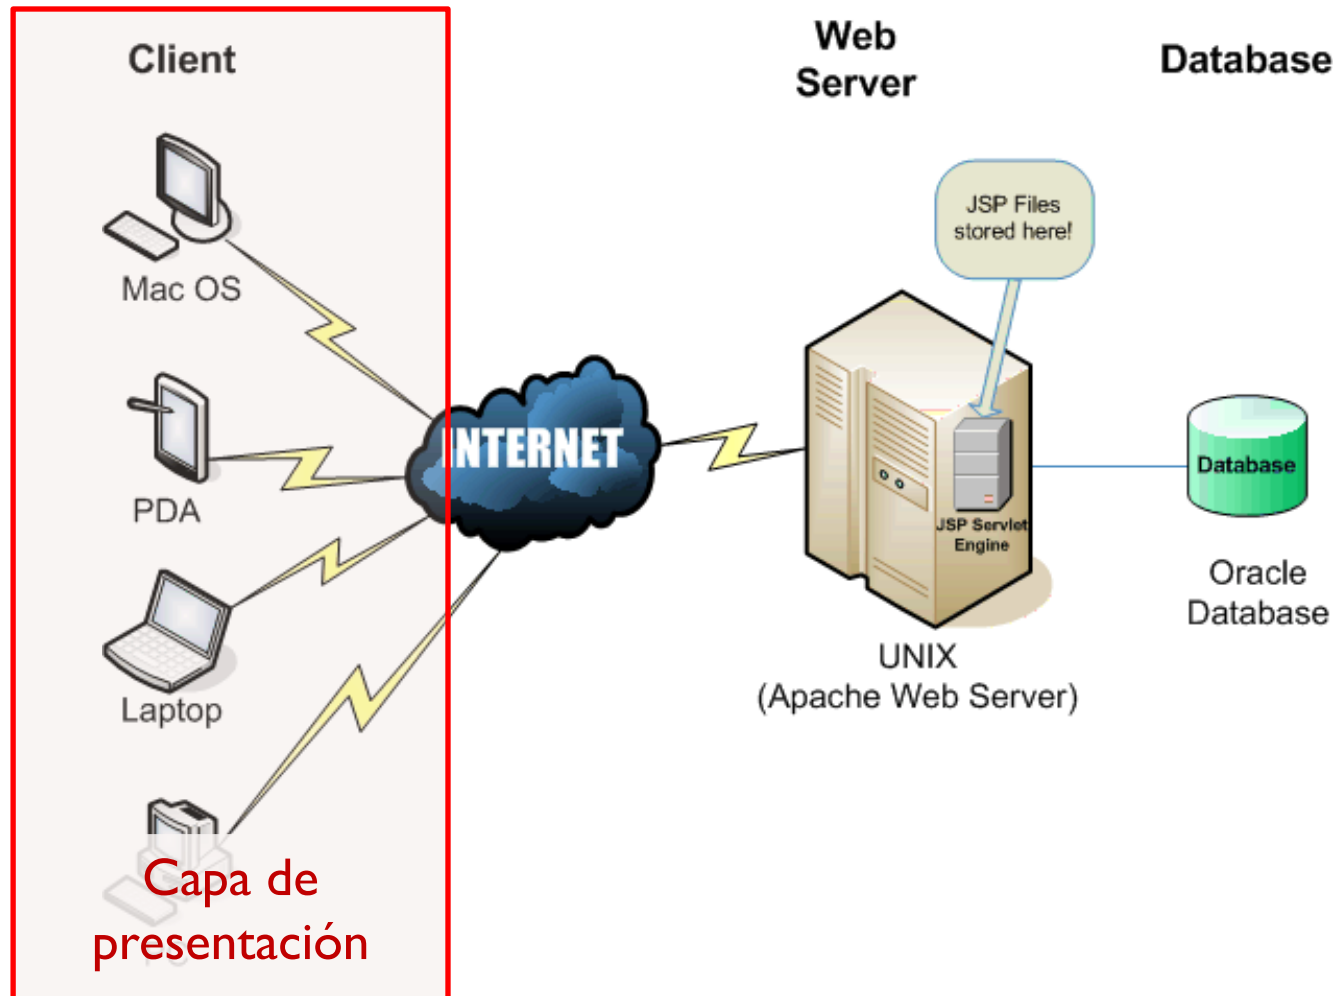 Client
Web
Server
Database
JSP Files
stored here!
Mac OS
INTERNET
PDA
Database
JSP Servlet
Engine
Oracle
Database
Laptop
UNIX
(Apache Web Server)
Capa de
presentación